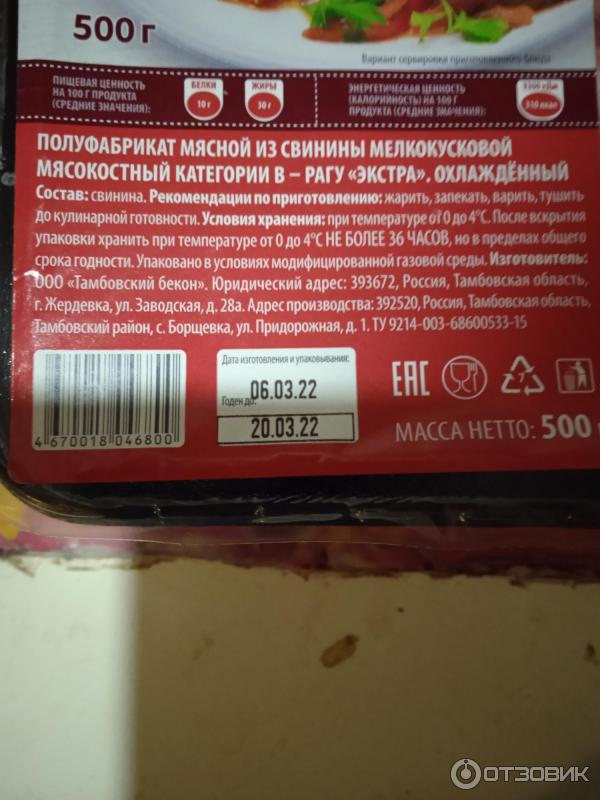 500 г
Вариант сервировки приготовленного блюда
ПИЩЕВАЯ ЦЕННОСТЬ
НА 100 Г ПРОДУКТА
(СРЕДНИЕ ЗНАЧЕНИЯ):
БЕЛКИ
10 г
ЖИРЫ
30 г
ЭНЕРГЕТИЧЕСКАЯ ЦЕННОСТЬ
(КАЛОРИЙНОСТЬ) НА 100 Г
ПРОДУКТА (СРЕДНИЕ ЗНАЧЕНИЯ):
310 ккал
ПОЛУФАБРИКАТ МЯСНОЙ ИЗ СВИНИНЫ МЕЛКОКУСКОВОЙ
МЯСОКОСТНЫЙ КАТЕГОРИИ В – РАГУ «ЭКСТРА». ОХЛАЖДЁННЫЙ
Состав: свинина. Рекомендации по приготовлению: жарить, запекать, варить, тушить
до кулинарной готовности. Условия хранения: при температуре от 0 до 4°С. После вскрытия
упаковки хранить при температуре от 0 до 4°С НЕ БОЛЕЕ 36 ЧАСОВ, но в пределах общего
срока годности. Упаковано в условиях модифицированной газовой среды. Изготовитель:
ООО «Тамбовский бекон». Юридический адрес: 393672, Россия, Тамбовская область,
г. Жердевка, ул. Заводская, д. 28а. Адрес производства: 392520, Россия, Тамбовская область,
Тамбовский район, с. Борщевка, ул. Придорожная, д. 1. ТУ 9214-003-68600533-15
Дата изготовления и упаковывания:
06.03.22
Годен до:
20.03.22
4 670018 046800
ЕАС
7
МАССА НЕТТО: 500
ОТЗОВИК